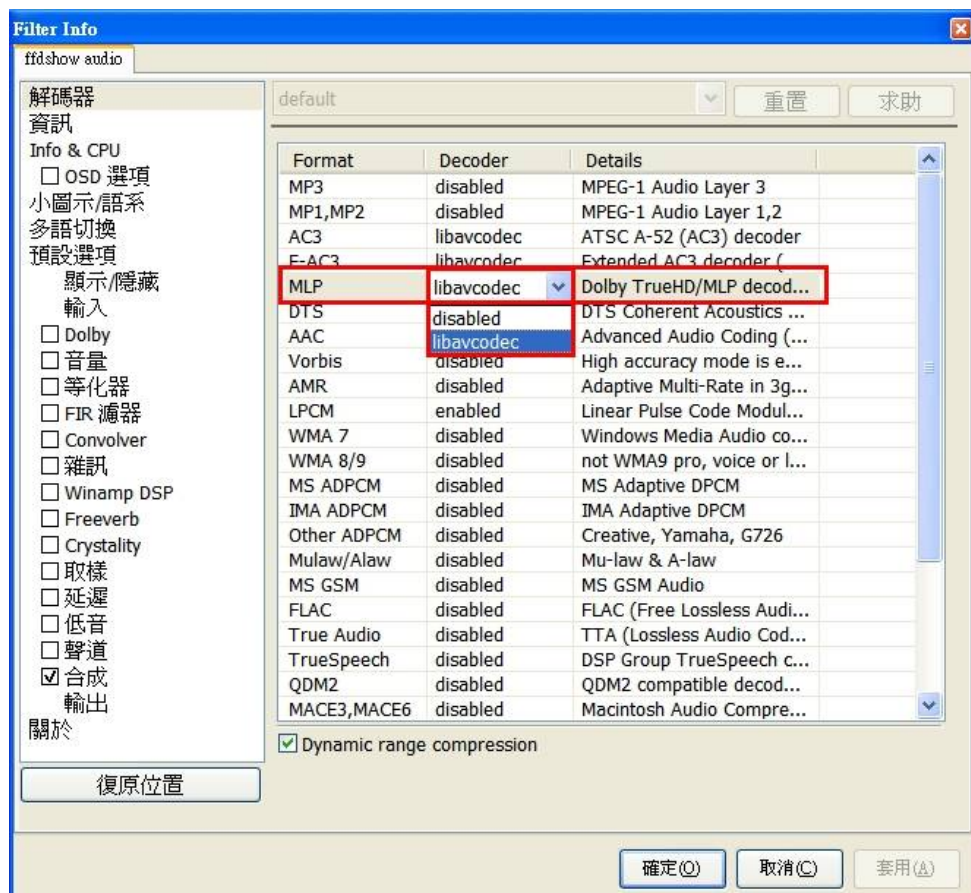 Filter Info
ffdshow audio
解碼器
資訊
Info & CPU
OSD 選項
小圖示/語系
多語切換
預設選項
顯示/隱藏
輸入
Dolby
音量
等化器
FIR 濾器
Convolver
雜訊
Winamp DSP
Freeverb
Crystality
取樣
延遲
低音
聲道
合成
輸出
關於
復原位置
default 重置 求助
Format Decoder Details
MP3 disabled MPEG-1 Audio Layer 3
MP1,MP2 disabled MPEG-1 Audio Layer 1,2
AC3 libavcodec ATSC A-52 (AC3) decoder
E-AC3 libavcodec Extended AC3 decoder (
MLP libavcodec Dolby TrueHD/MLP decod...
DTS disabled DTS Coherent Acoustics ...
AAC libavcodec Advanced Audio Coding (...
Vorbis disabled High accuracy mode is e...
AMR disabled Adaptive Multi-Rate in 3g...
LPCM enabled Linear Pulse Code Modul...
WMA 7 disabled Windows Media Audio co...
WMA 8/9 disabled not WMA9 pro, voice or l...
MS ADPCM disabled MS Adaptive DPCM
IMA ADPCM disabled IMA Adaptive DPCM
Other ADPCM disabled Creative, Yamaha, G726
Mulaw/Alaw disabled Mu-law & A-law
MS GSM disabled MS GSM Audio
FLAC disabled FLAC (Free Lossless Audi...
True Audio disabled TTA (Lossless Audio Cod...
TrueSpeech disabled DSP Group TrueSpeech c...
QDM2 disabled QDM2 compatible decod...
MACE3,MACE6 disabled Macintosh Audio Compre...
Dynamic range compression
確定(O) 取消(C) 套用(A)